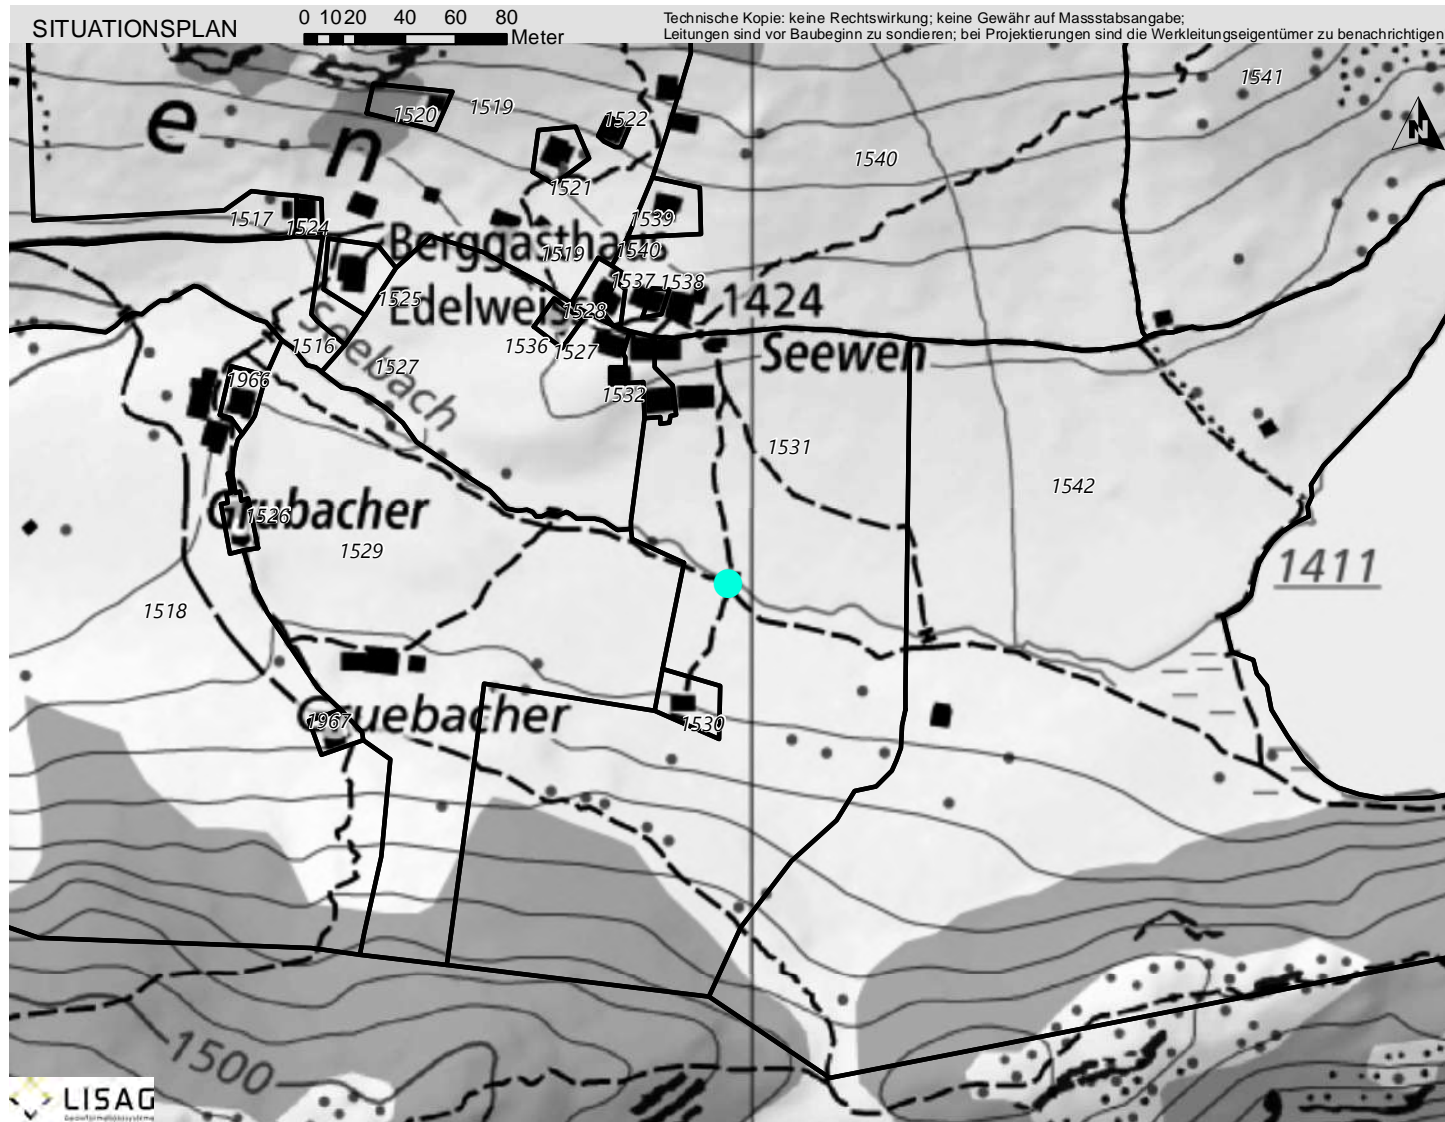 SITUATIONSPLAN
0 10 20 40 60 80
Meter
Technische Kopie: keine Rechtswirkung; keine Gewähr auf Massstabsangabe;
Leitungen sind vor Baubeginn zu sondieren; bei Projektierungen sind die Werkleitungseigentümer zu benachrichtigen
N
e n
1541
1520
1519
1522
1540
1521
1517
1524
1539
Berggasthaus
1519
1540
1537
1538
1525
Edelweiss
1528
1424
Seebach
1516
1536
1527
Seewen
1527
1966
1532
1531
1542
Grubacher
1526
1529
1411
1518
Gruebacher
1967
1530
1500
LISAG
Geoinformationssysteme